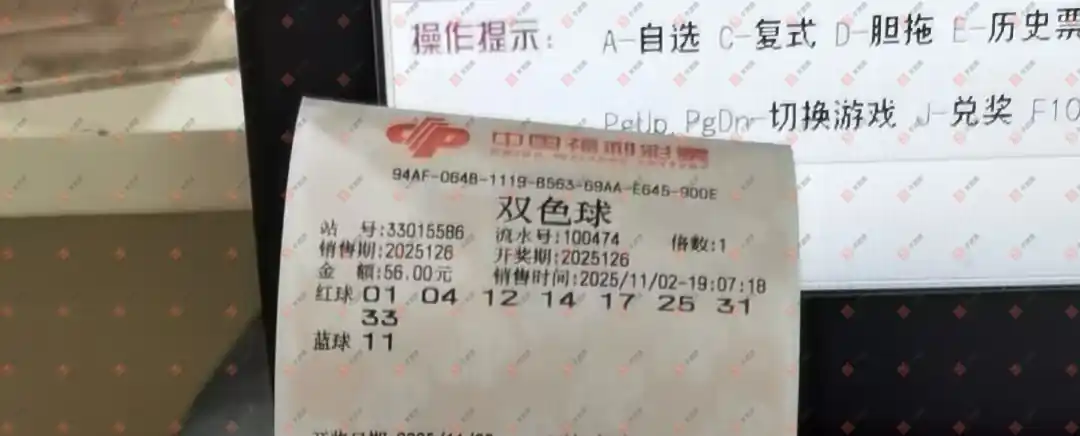 操作提示: A-自选 C-复式 D-胆拖 E-历史票
PgUp, PgDn-切换游戏 J-兑奖 F10
中国福利彩票
94AF-064B-1119-B563-69AA-E645-900E
双色球
站 号:33015586 流水号:100474 倍数:1
销售期:2025126 开奖期:2025126
金 额:56.00元 销售时间:2025/11/02-19:07:18
红球 01 04 12 14 17 25 31
33
蓝球 11